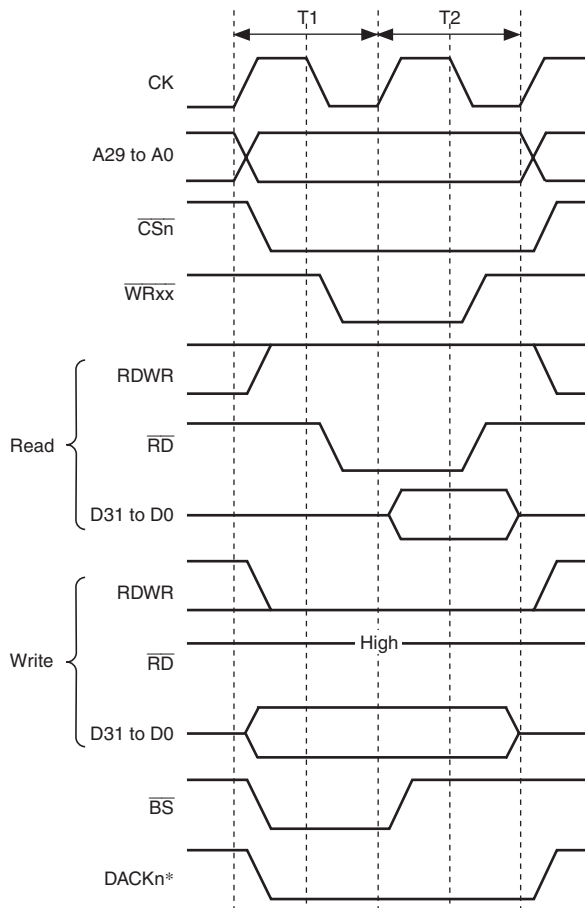 T1 T2
CK
A29 to A0
CSn
WRxx
RDWR
Read
RD
D31 to D0
RDWR
High
Write
RD
D31 to D0
BS
DACKn*